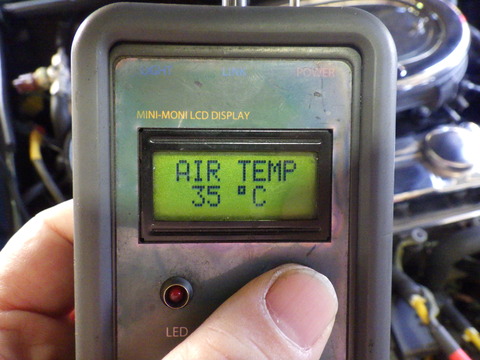 POWER
MINI-MONI LCD DISPLAY
AIR TEMP
35 °C
LED